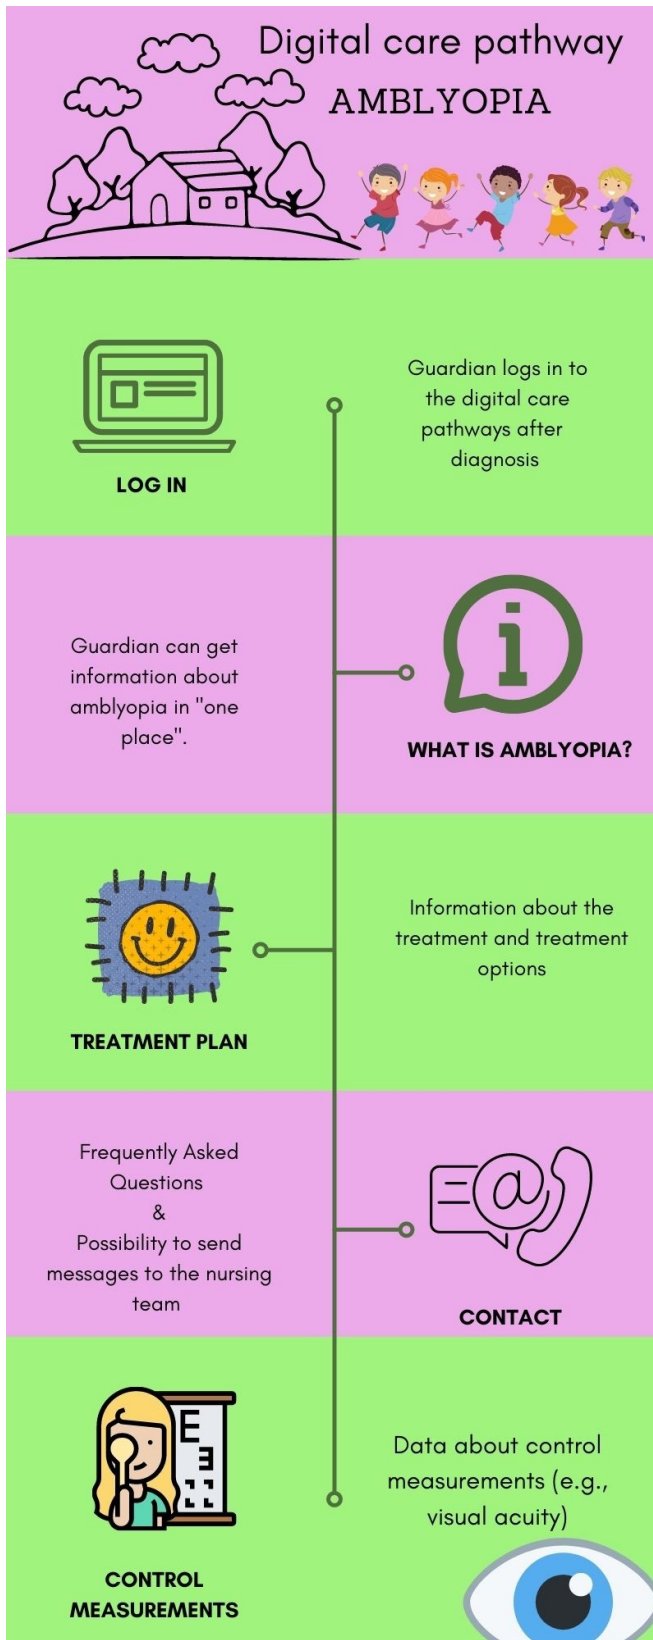 Digital care pathway
AMBLYOPIA
LOG IN
Guardian logs in to
the digital care
pathways after
diagnosis
Guardian can get
information about
amblyopia in "one
place".
WHAT IS AMBLYOPIA?
TREATMENT PLAN
Information about the
treatment and treatment
options
Frequently Asked
Questions
&
Possibility to send
messages to the nursing
team
@
CONTACT
E
CONTROL
MEASUREMENTS
Data about control
measurements (e.g.,
visual acuity)